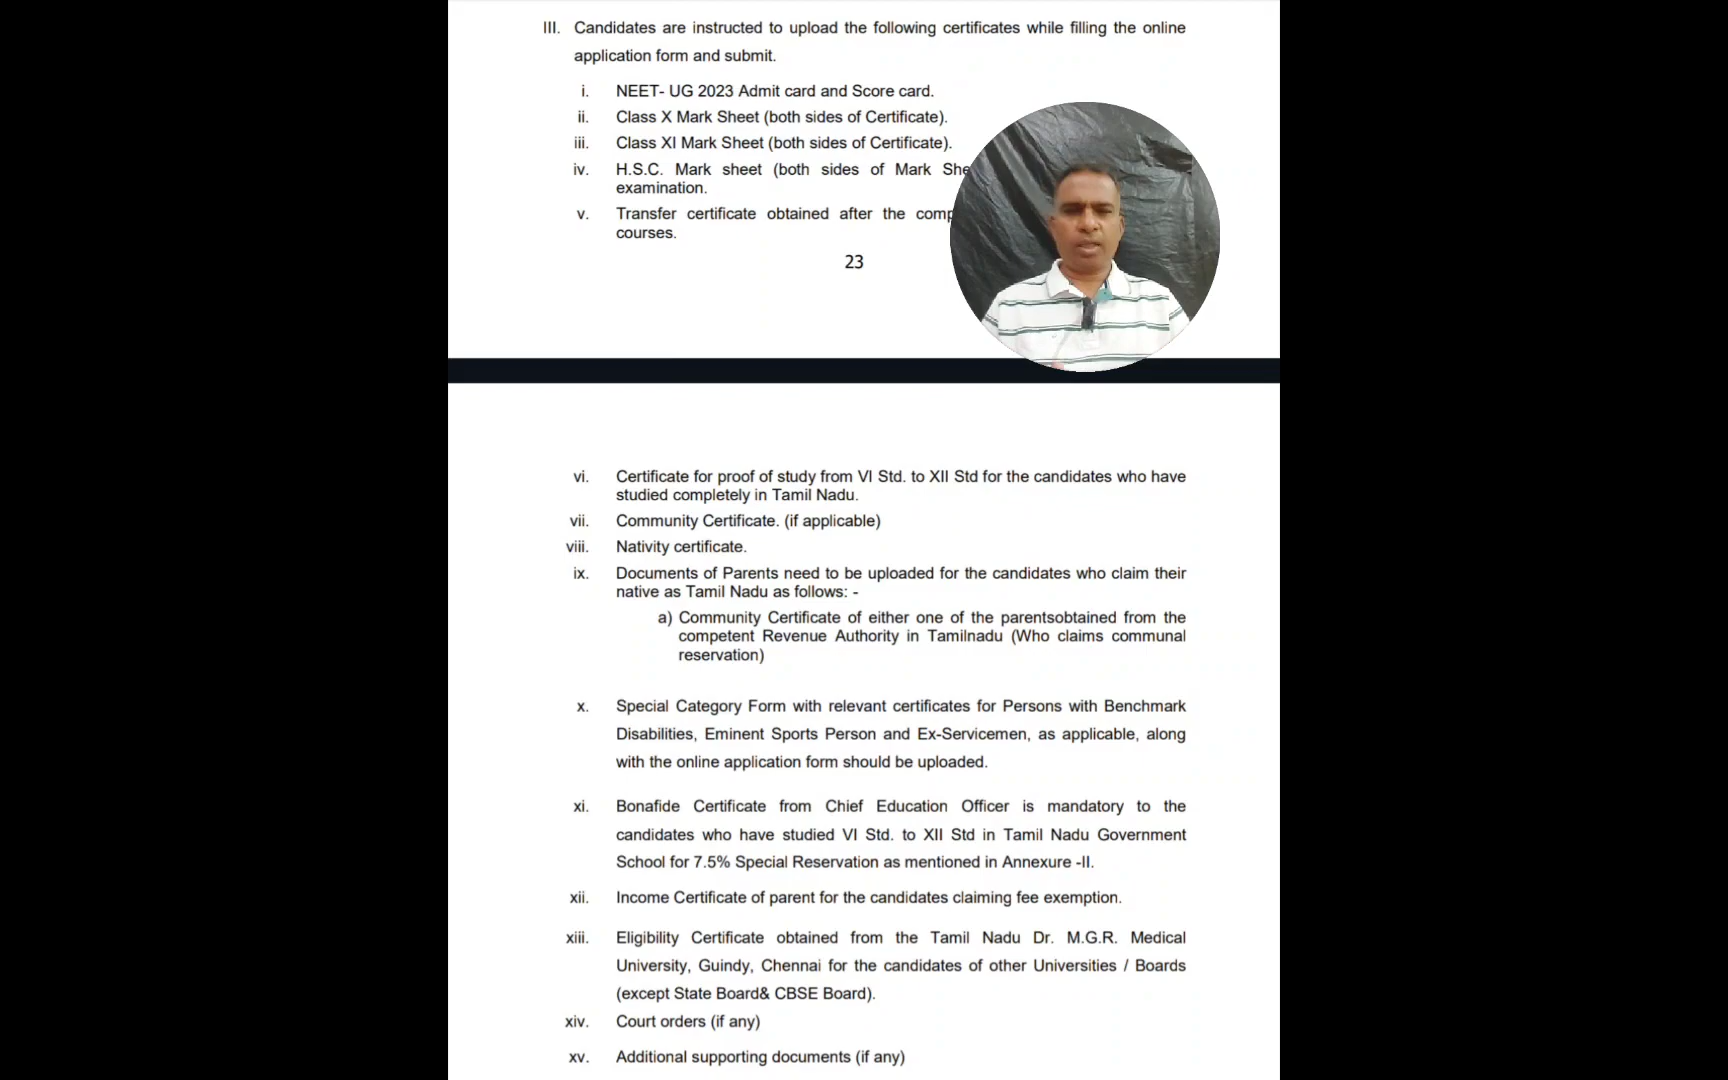 III. Candidates are instructed to upload the following certificates while filling the online
application form and submit.
i. NEET- UG 2023 Admit card and Score card.
ii. Class X Mark Sheet (both sides of Certificate).
iii. Class XI Mark Sheet (both sides of Certificate).
iv. H.S.C. Mark sheet (both sides of Mark
examination.
v. Transfer certificate obtained after the
courses.
23
vi. Certificate for proof of study from VI Std. to XII Std for the candidates who have
studied completely in Tamil Nadu.
vii. Community Certificate. (if applicable)
viii. Nativity certificate.
ix. Documents of Parents need to be uploaded for the candidates who claim their
native as Tamil Nadu as follows: -
a) Community Certificate of either one of the parentsobtained from the
competent Revenue Authority in Tamilnadu (Who claims communal
reservation)
x. Special Category Form with relevant certificates for Persons with Benchmark
Disabilities, Eminent Sports Person and Ex-Servicemen, as applicable, along
with the online application form should be uploaded.
xi. Bonafide Certificate from Chief Education Officer is mandatory to the
candidates who have studied VI Std. to XII Std in Tamil Nadu Government
School for 7.5% Special Reservation as mentioned in Annexure -II.
xii. Income Certificate of parent for the candidates claiming fee exemption.
xiii. Eligibility Certificate obtained from the Tamil Nadu Dr. M.G.R. Medical
University, Guindy, Chennai for the candidates of other Universities / Boards
(except State Board& CBSE Board).
xiv. Court orders (if any)
xv. Additional supporting documents (if any)